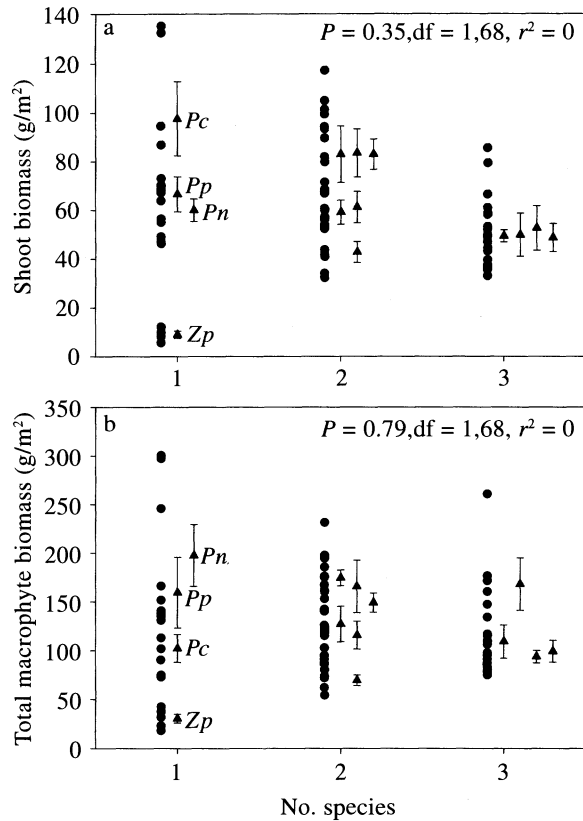 a
P = 0.35,df = 1,68, r² = 0
140
120
100
80
60
40
20
0
Shoot biomass (g/m²)
Pc
Pp
Pn
Zp
1
2
3
b
P = 0.79,df = 1,68, r² = 0
350
300
250
200
150
100
50
0
Total macrophyte biomass (g/m²)
Pn
Pp
Pc
Zp
1
2
3
No. species